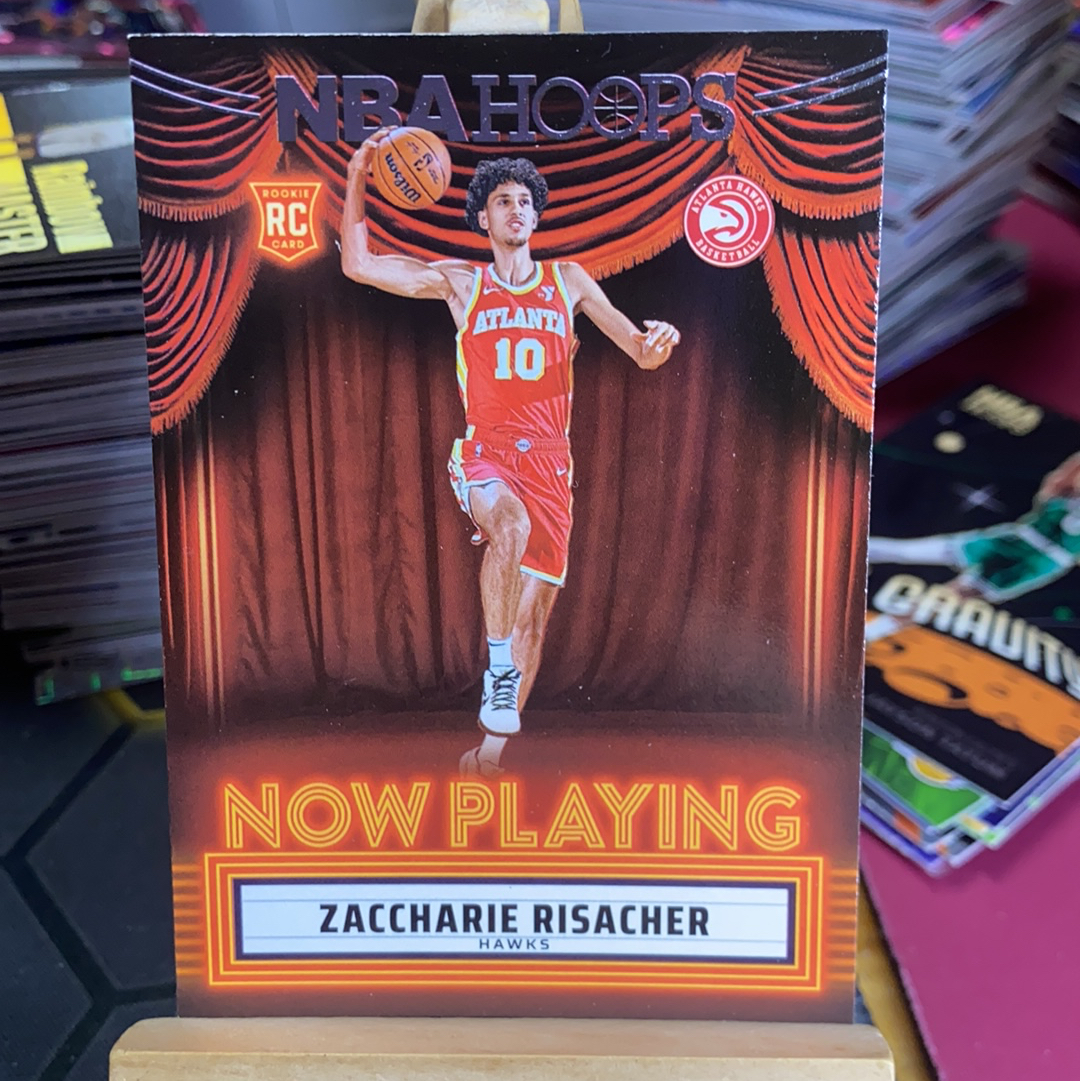 NBA HOOPS
ROOKIE
RC
CARD
ATLANTA HAWKS
BASKETBALL
Wilson
ATLANTA
10
NOW PLAYING
ZACCHARIE RISACHER
HAWKS
GRAVITY